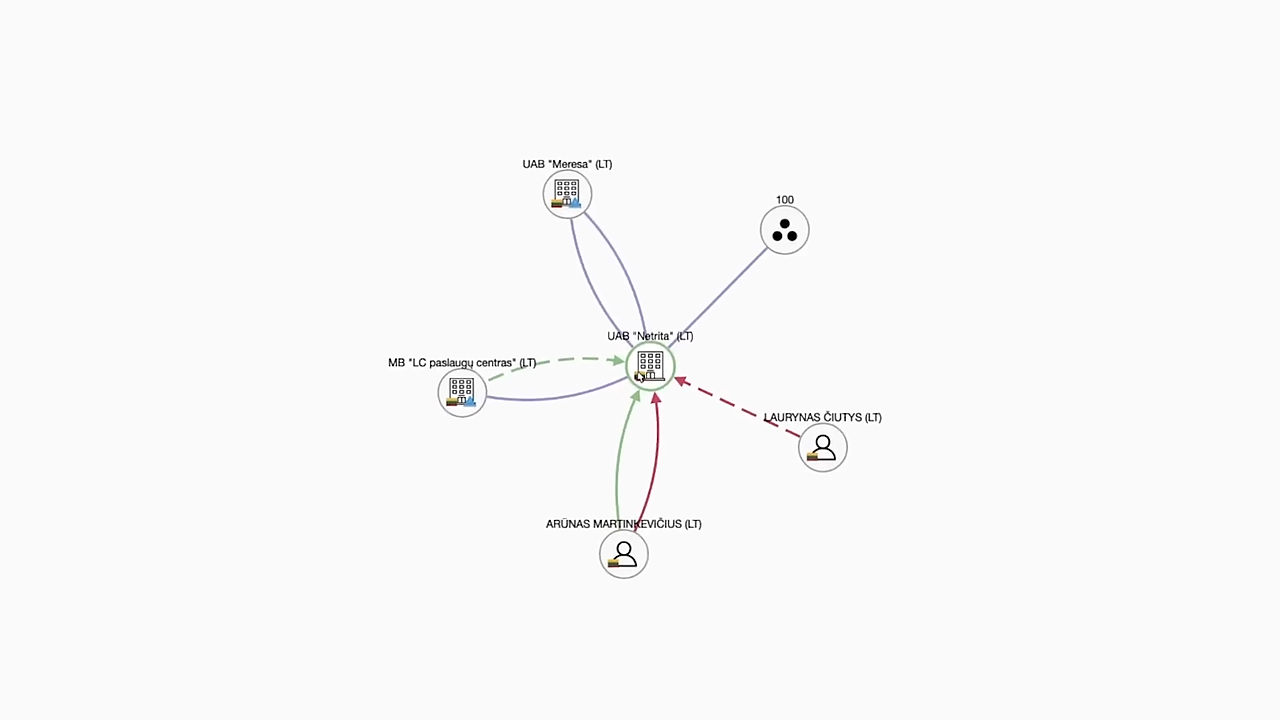 UAB "Meresa" (LT)
100
UAB "Netrita" (LT)
MB "LC paslaugų centras" (LT)
LAURYNAS ČIUTYS (LT)
ARŪNAS MARTINKEVIČIUS (LT)